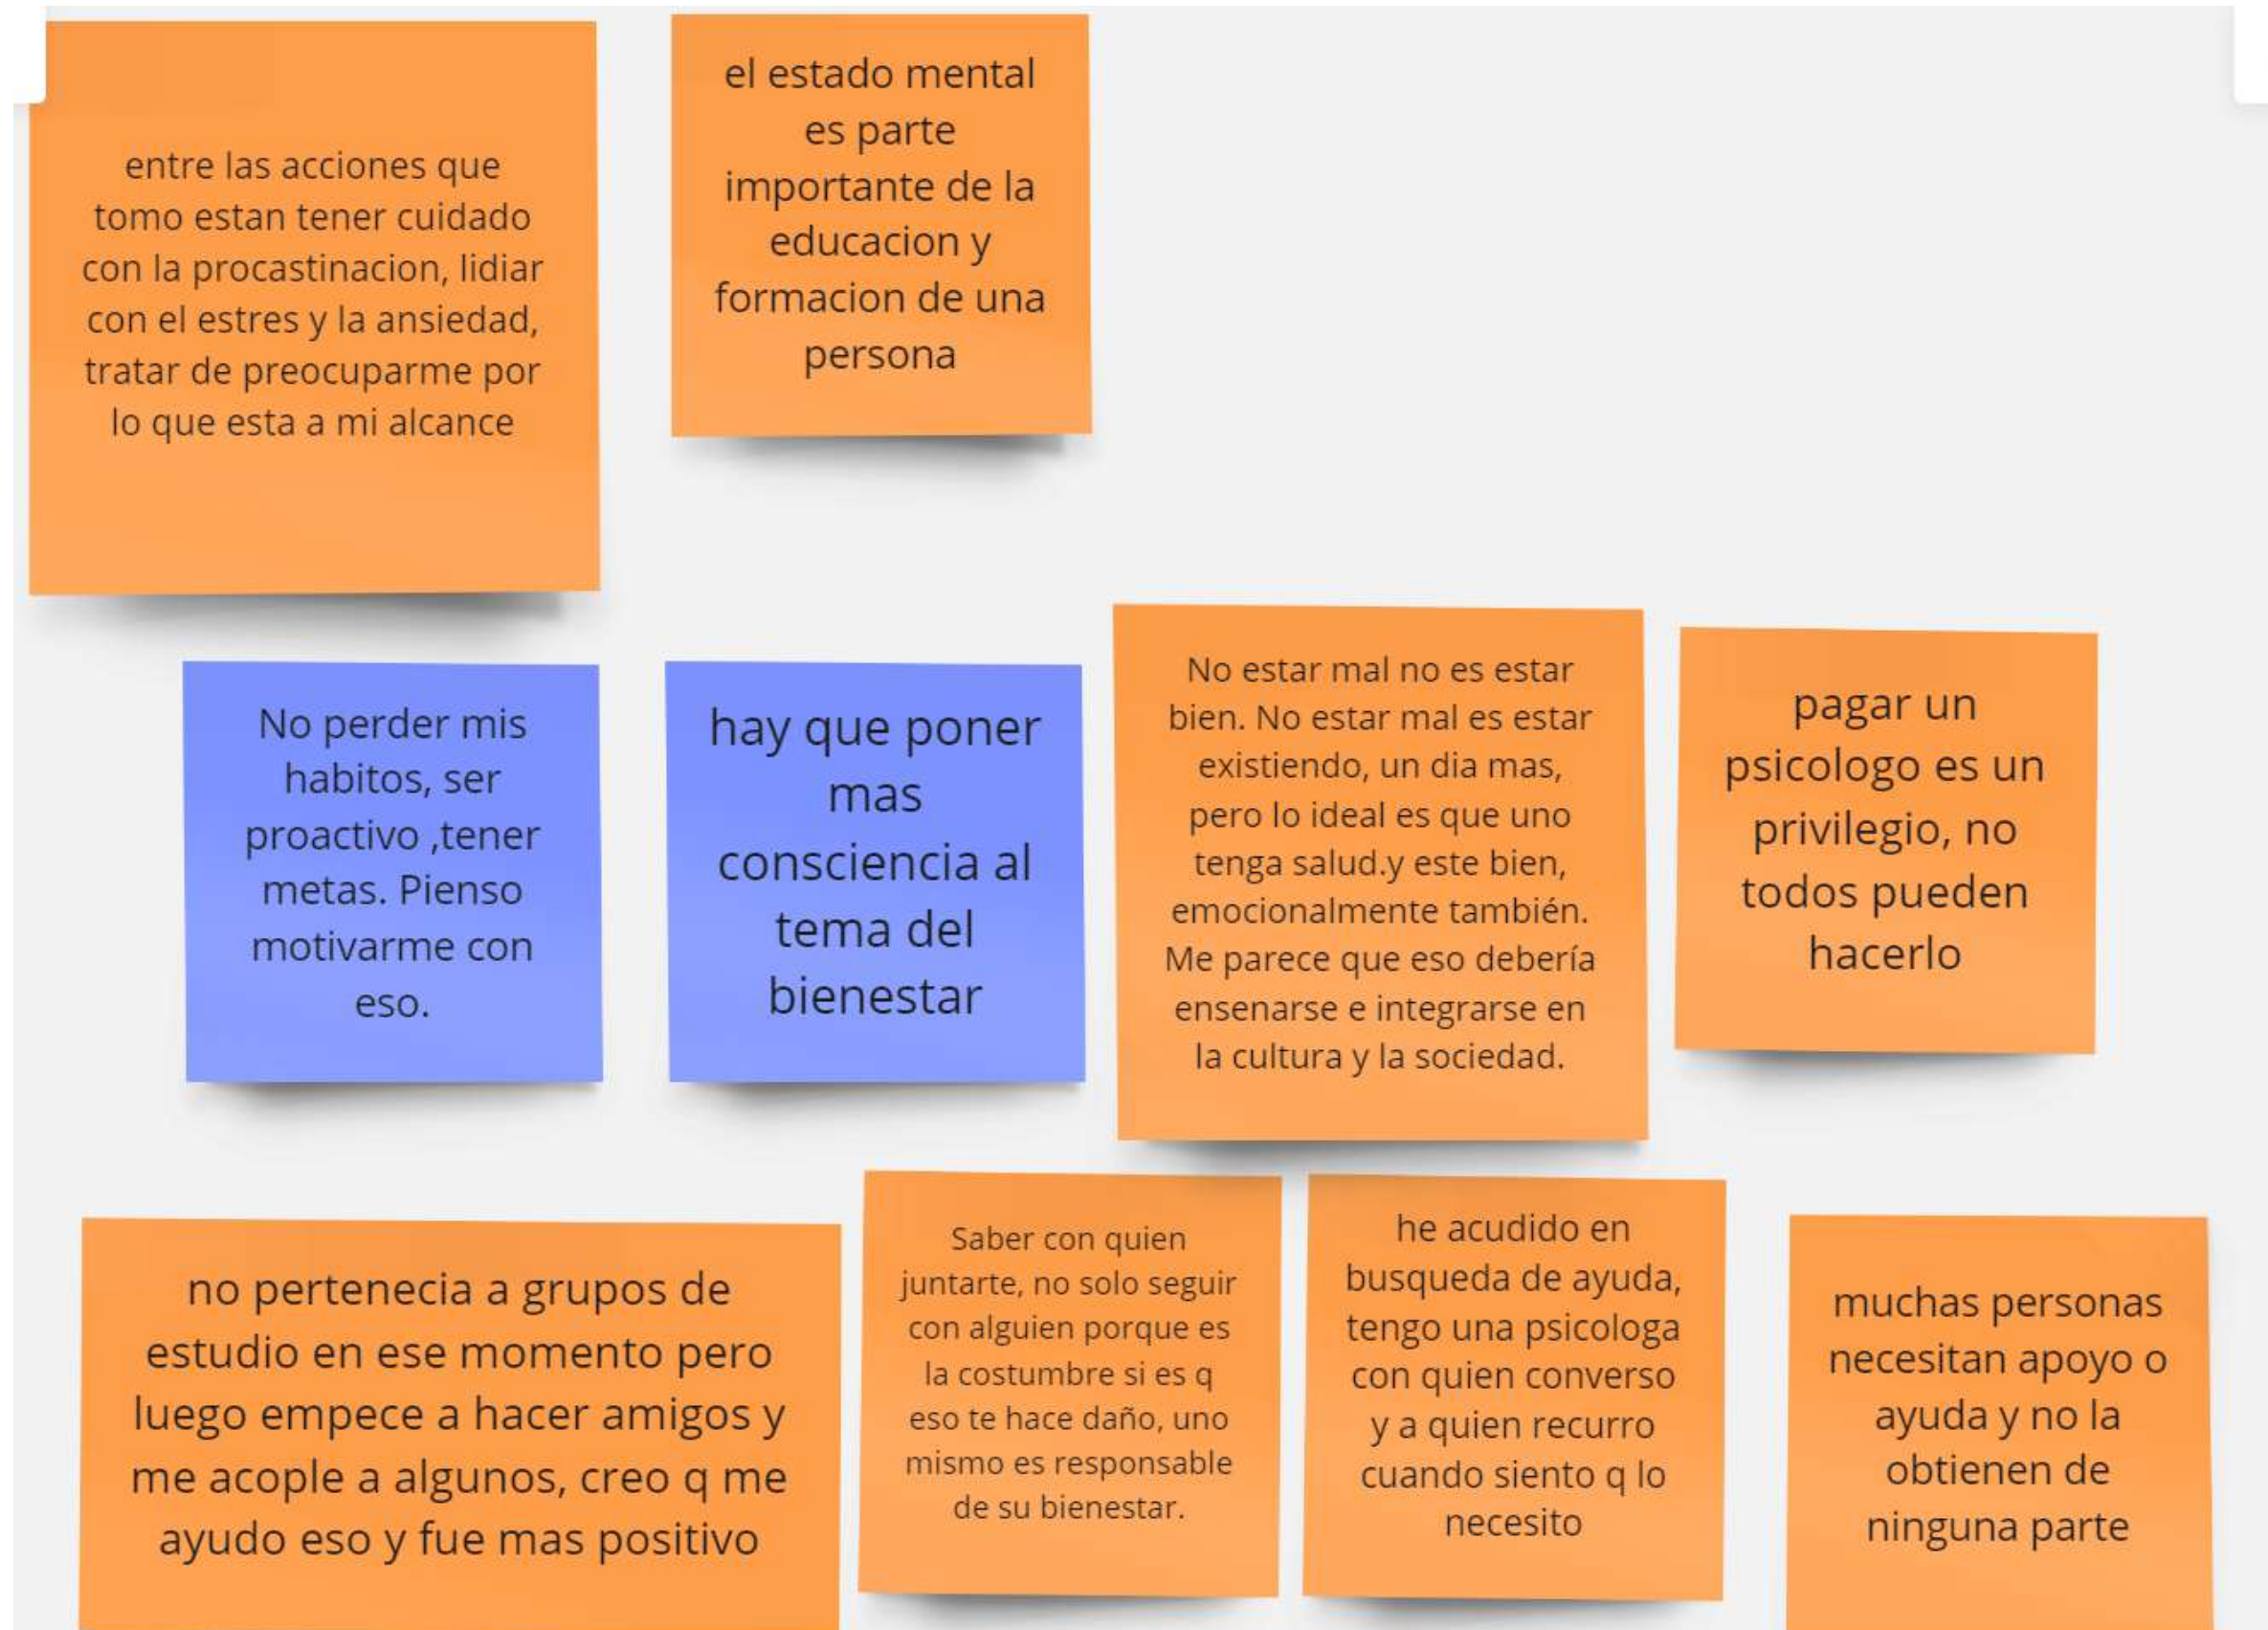 entre las acciones que
tomo estan tener cuidado
con la procastinacion, lidiar
con el estres y la ansiedad,
tratar de preocuparme por
lo que esta a mi alcance
el estado mental
es parte
importante de la
educacion y
formacion de una
persona
No perder mis
habitos, ser
proactivo ,tener
metas. Pienso
motivarme con
eso.
hay que poner
mas
consciencia al
tema del
bienestar
No estar mal no es estar
bien. No estar mal es estar
existiendo, un dia mas,
pero lo ideal es que uno
tenga salud.y este bien,
emocionalmente también.
Me parece que eso debería
ensenarse e integrarse en
la cultura y la sociedad.
pagar un
psicologo es un
privilegio, no
todos pueden
hacerlo
no pertenecia a grupos de
estudio en ese momento pero
luego empece a hacer amigos y
me acople a algunos, creo q me
ayudo eso y fue mas positivo
Saber con quien
juntarte, no solo seguir
con alguien porque es
la costumbre si es q
eso te hace daño, uno
mismo es responsable
de su bienestar.
he acudido en
busqueda de ayuda,
tengo una psicologa
con quien converso
y a quien recurro
cuando siento q lo
necesito
muchas personas
necesitan apoyo o
ayuda y no la
obtienen de
ninguna parte